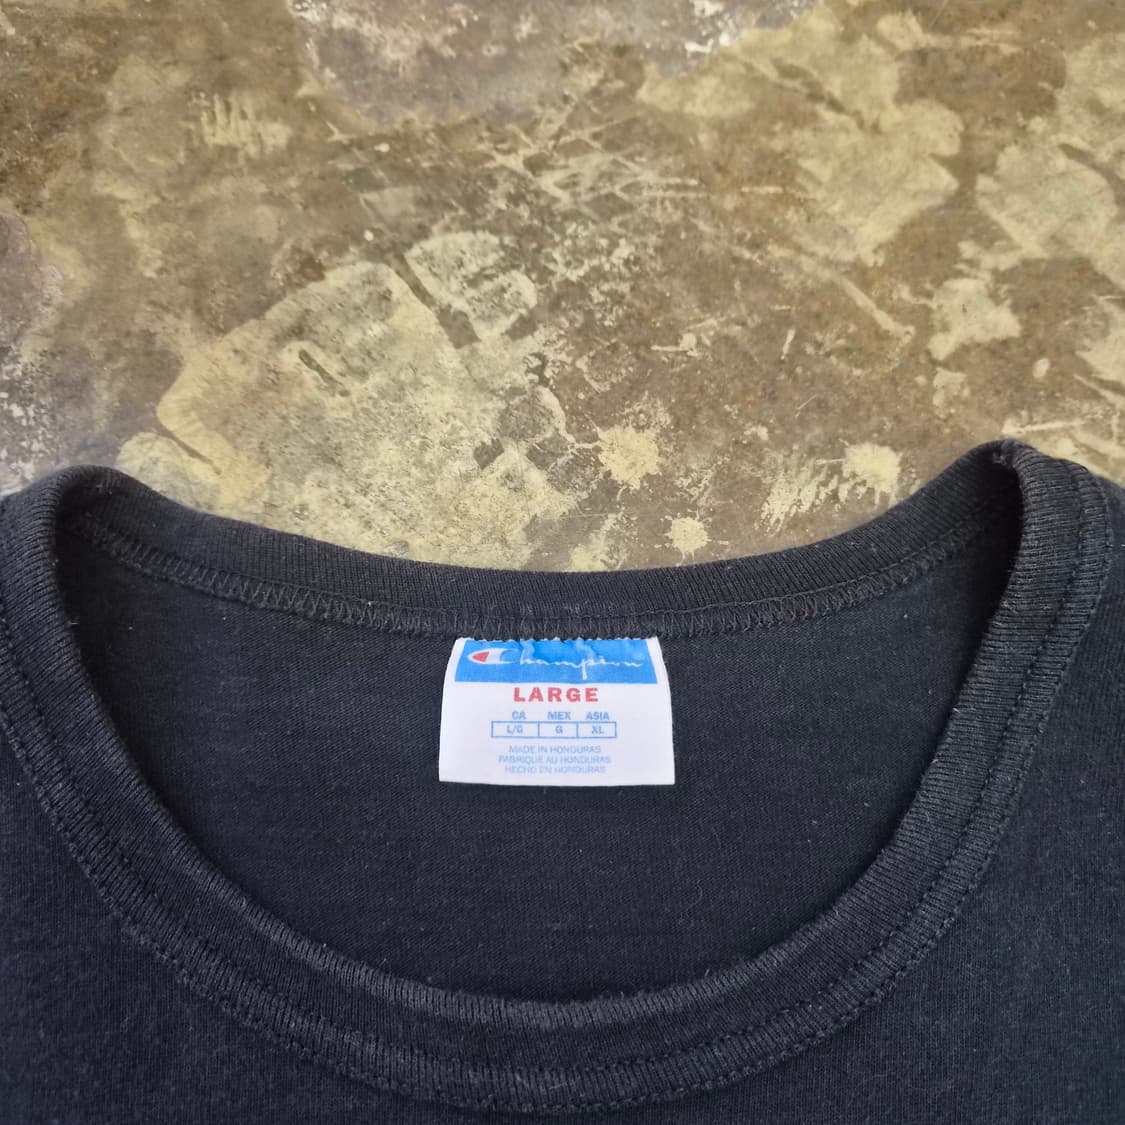 Champion
LARGE
CA MEX ASIA
L/G G XL
MADE IN HONDURAS
FABRIQUE AU HONDURAS
HECHO EN HONDURAS